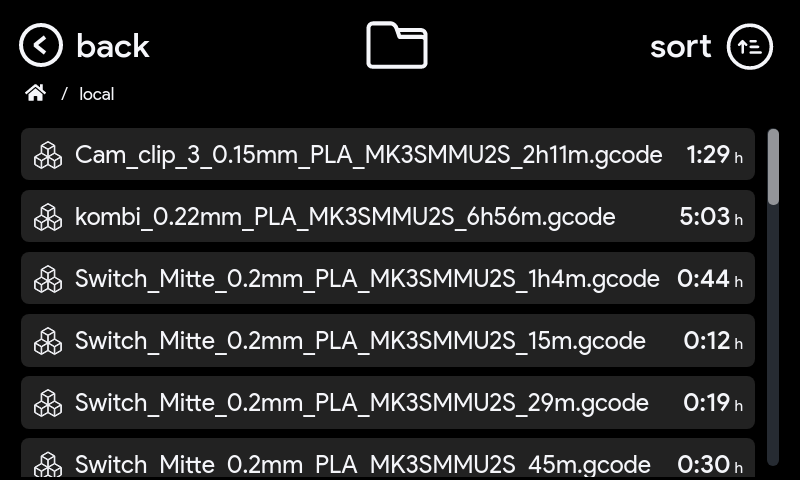 back
sort
/ local
Cam_clip_3_0.15mm_PLA_MK3SMMU2S_2h11m.gcode 1:29 h
kombi_0.22mm_PLA_MK3SMMU2S_6h56m.gcode 5:03 h
Switch_Mitte_0.2mm_PLA_MK3SMMU2S_1h4m.gcode 0:44 h
Switch_Mitte_0.2mm_PLA_MK3SMMU2S_15m.gcode 0:12 h
Switch_Mitte_0.2mm_PLA_MK3SMMU2S_29m.gcode 0:19 h
Switch_Mitte_0.2mm_PLA_MK3SMMU2S_45m.gcode 0:30 h